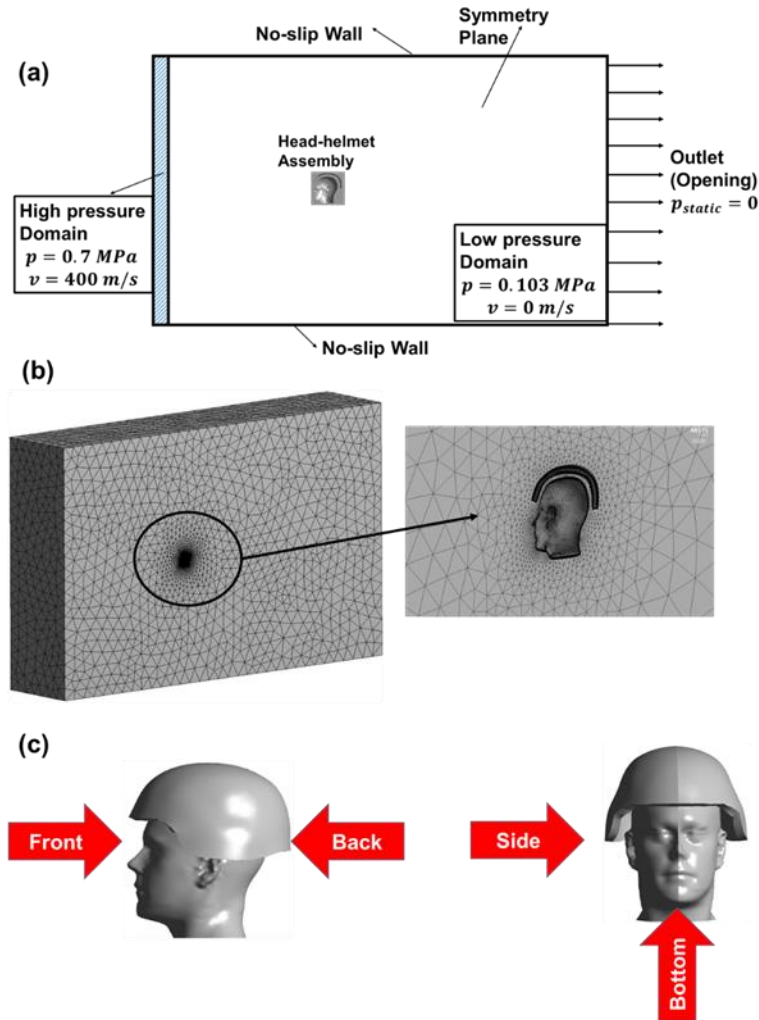 (a)
No-slip Wall
Symmetry
Plane
Head-helmet
Assembly
High pressure
Domain
p = 0.7 MPa
v = 400 m/s
Low pressure
Domain
p = 0.103 MPa
v = 0 m/s
Outlet
(Opening)
p_static = 0
No-slip Wall
(b)
(c)
Front
Back
Side
Bottom